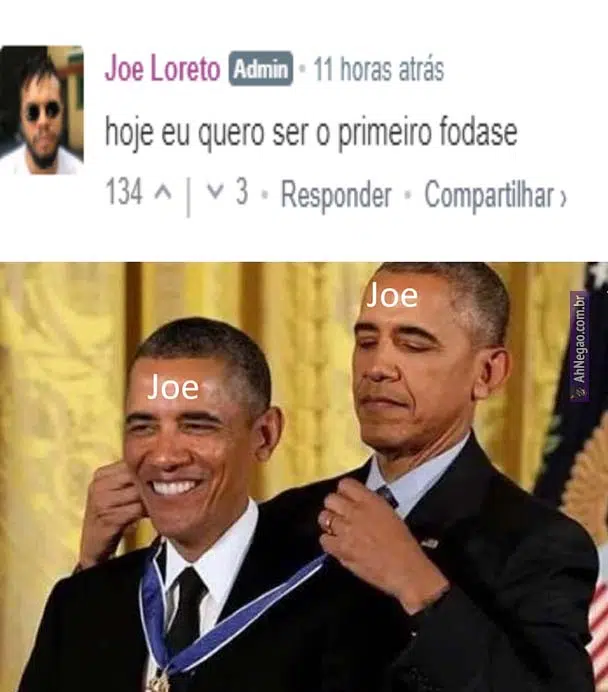 Joe Loreto Admin • 11 horas atrás
hoje eu quero ser o primeiro fodase
134 | 3 • Responder • Compartilhar ›
Joe
Joe
AhNegao.com.br